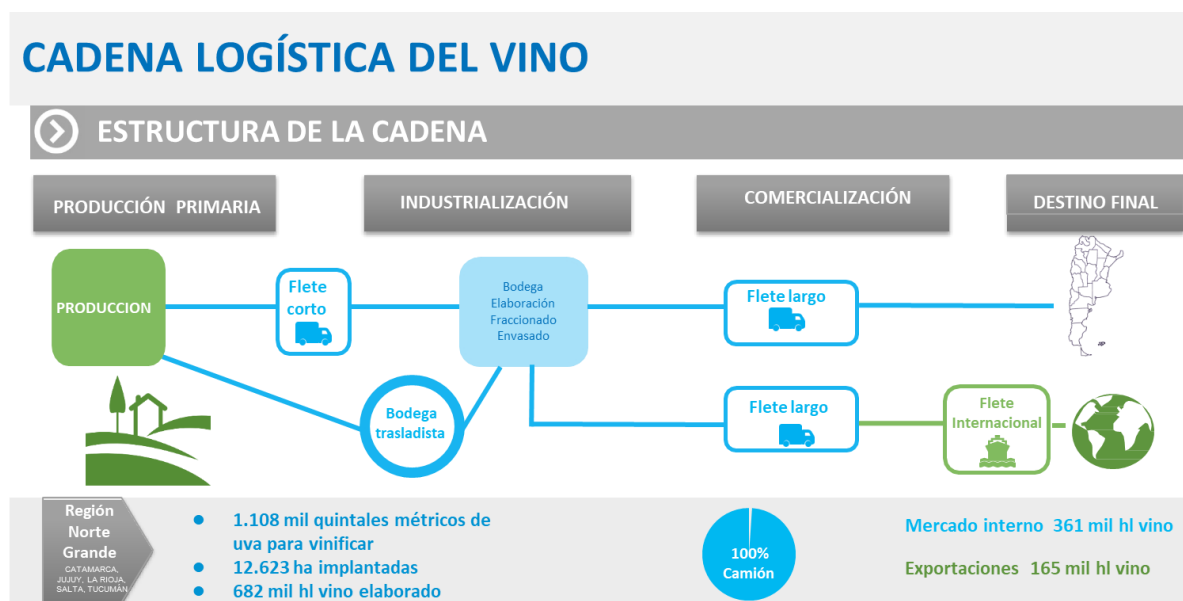 CADENA LOGÍSTICA DEL VINO
ESTRUCTURA DE LA CADENA
PRODUCCIÓN PRIMARIA
INDUSTRIALIZACIÓN
COMERCIALIZACIÓN
DESTINO FINAL
PRODUCCION
Flete
corto
Bodega
Elaboración
Fraccionado
Envasado
Flete largo
Bodega
trasladista
Flete largo
Flete
Internacional
Región
Norte
Grande
CATAMARCA,
JUJUY, LA RIOJA,
SALTA, TUCUMÁN
● 1.108 mil quintales métricos de
uva para vinificar
● 12.623 ha implantadas
● 682 mil hl vino elaborado
100%
Camión
Mercado interno 361 mil hl vino
Exportaciones 165 mil hl vino